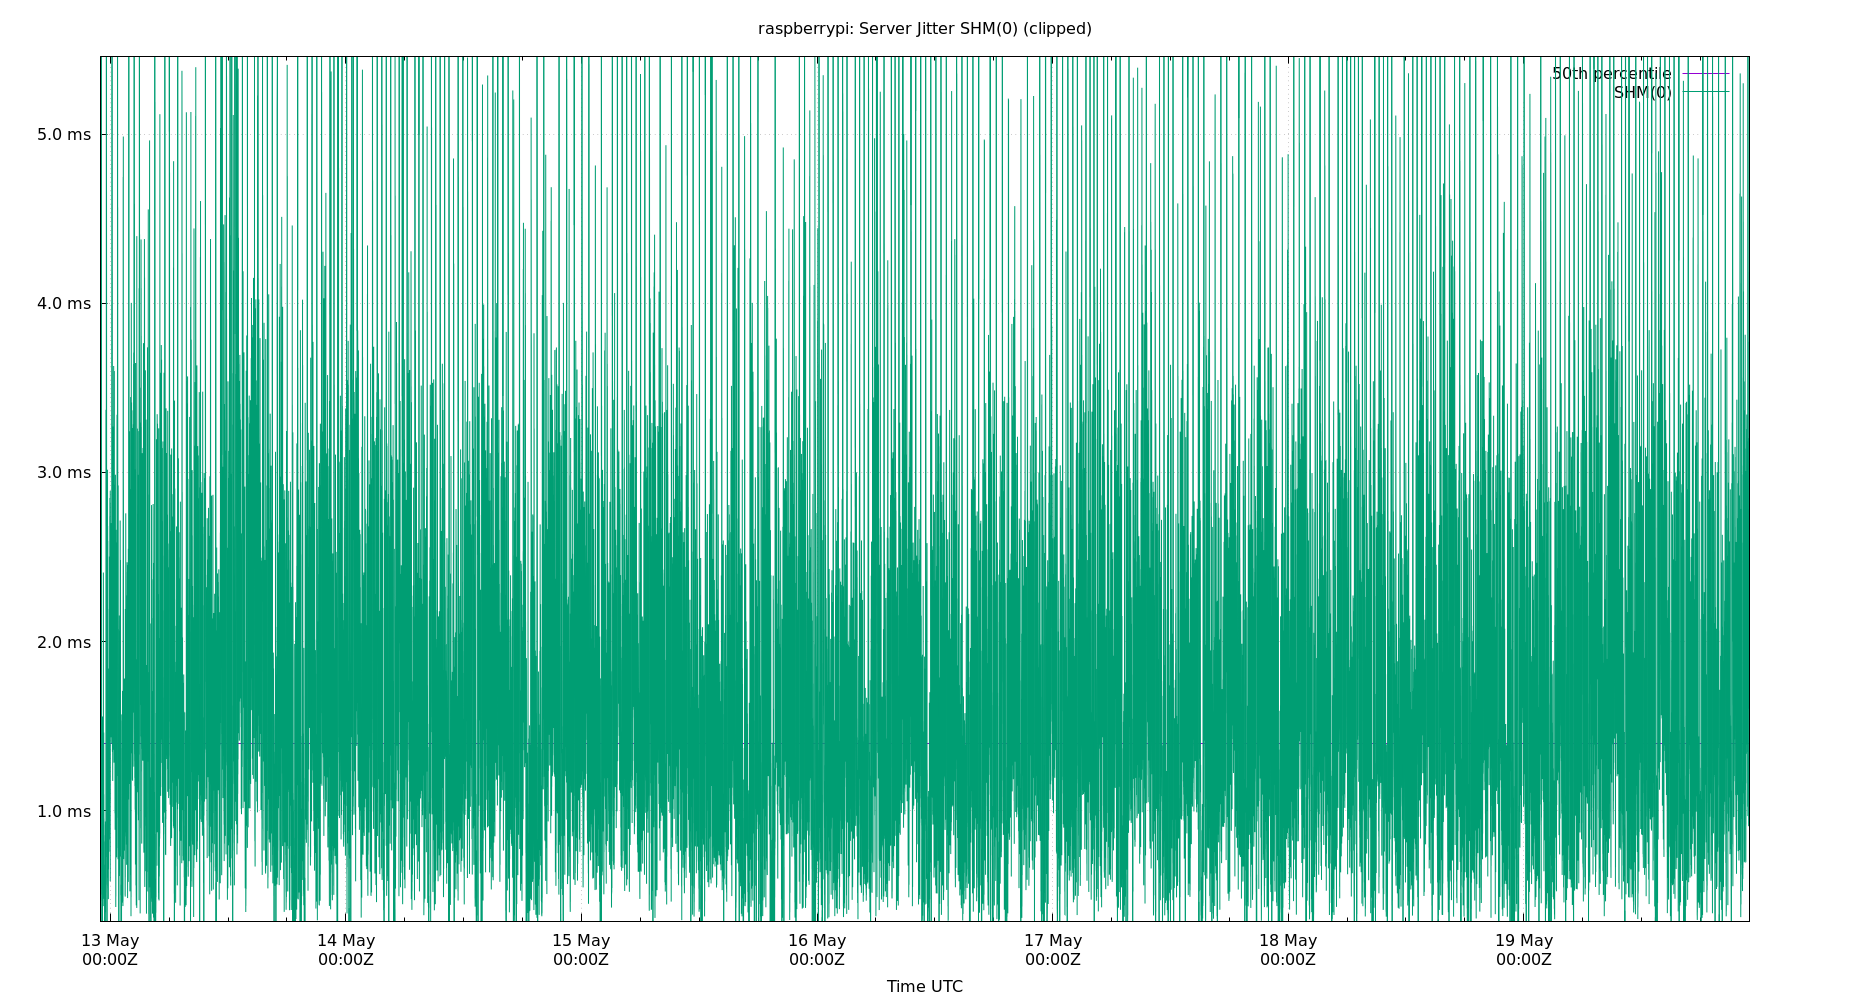 raspberrypi: Server Jitter SHM(0) (clipped)
50th percentile
SHM(0)
5.0 ms
4.0 ms
3.0 ms
2.0 ms
1.0 ms
13 May 14 May 15 May 16 May 17 May 18 May 19 May
00:00Z 00:00Z 00:00Z 00:00Z 00:00Z 00:00Z 00:00Z
Time UTC